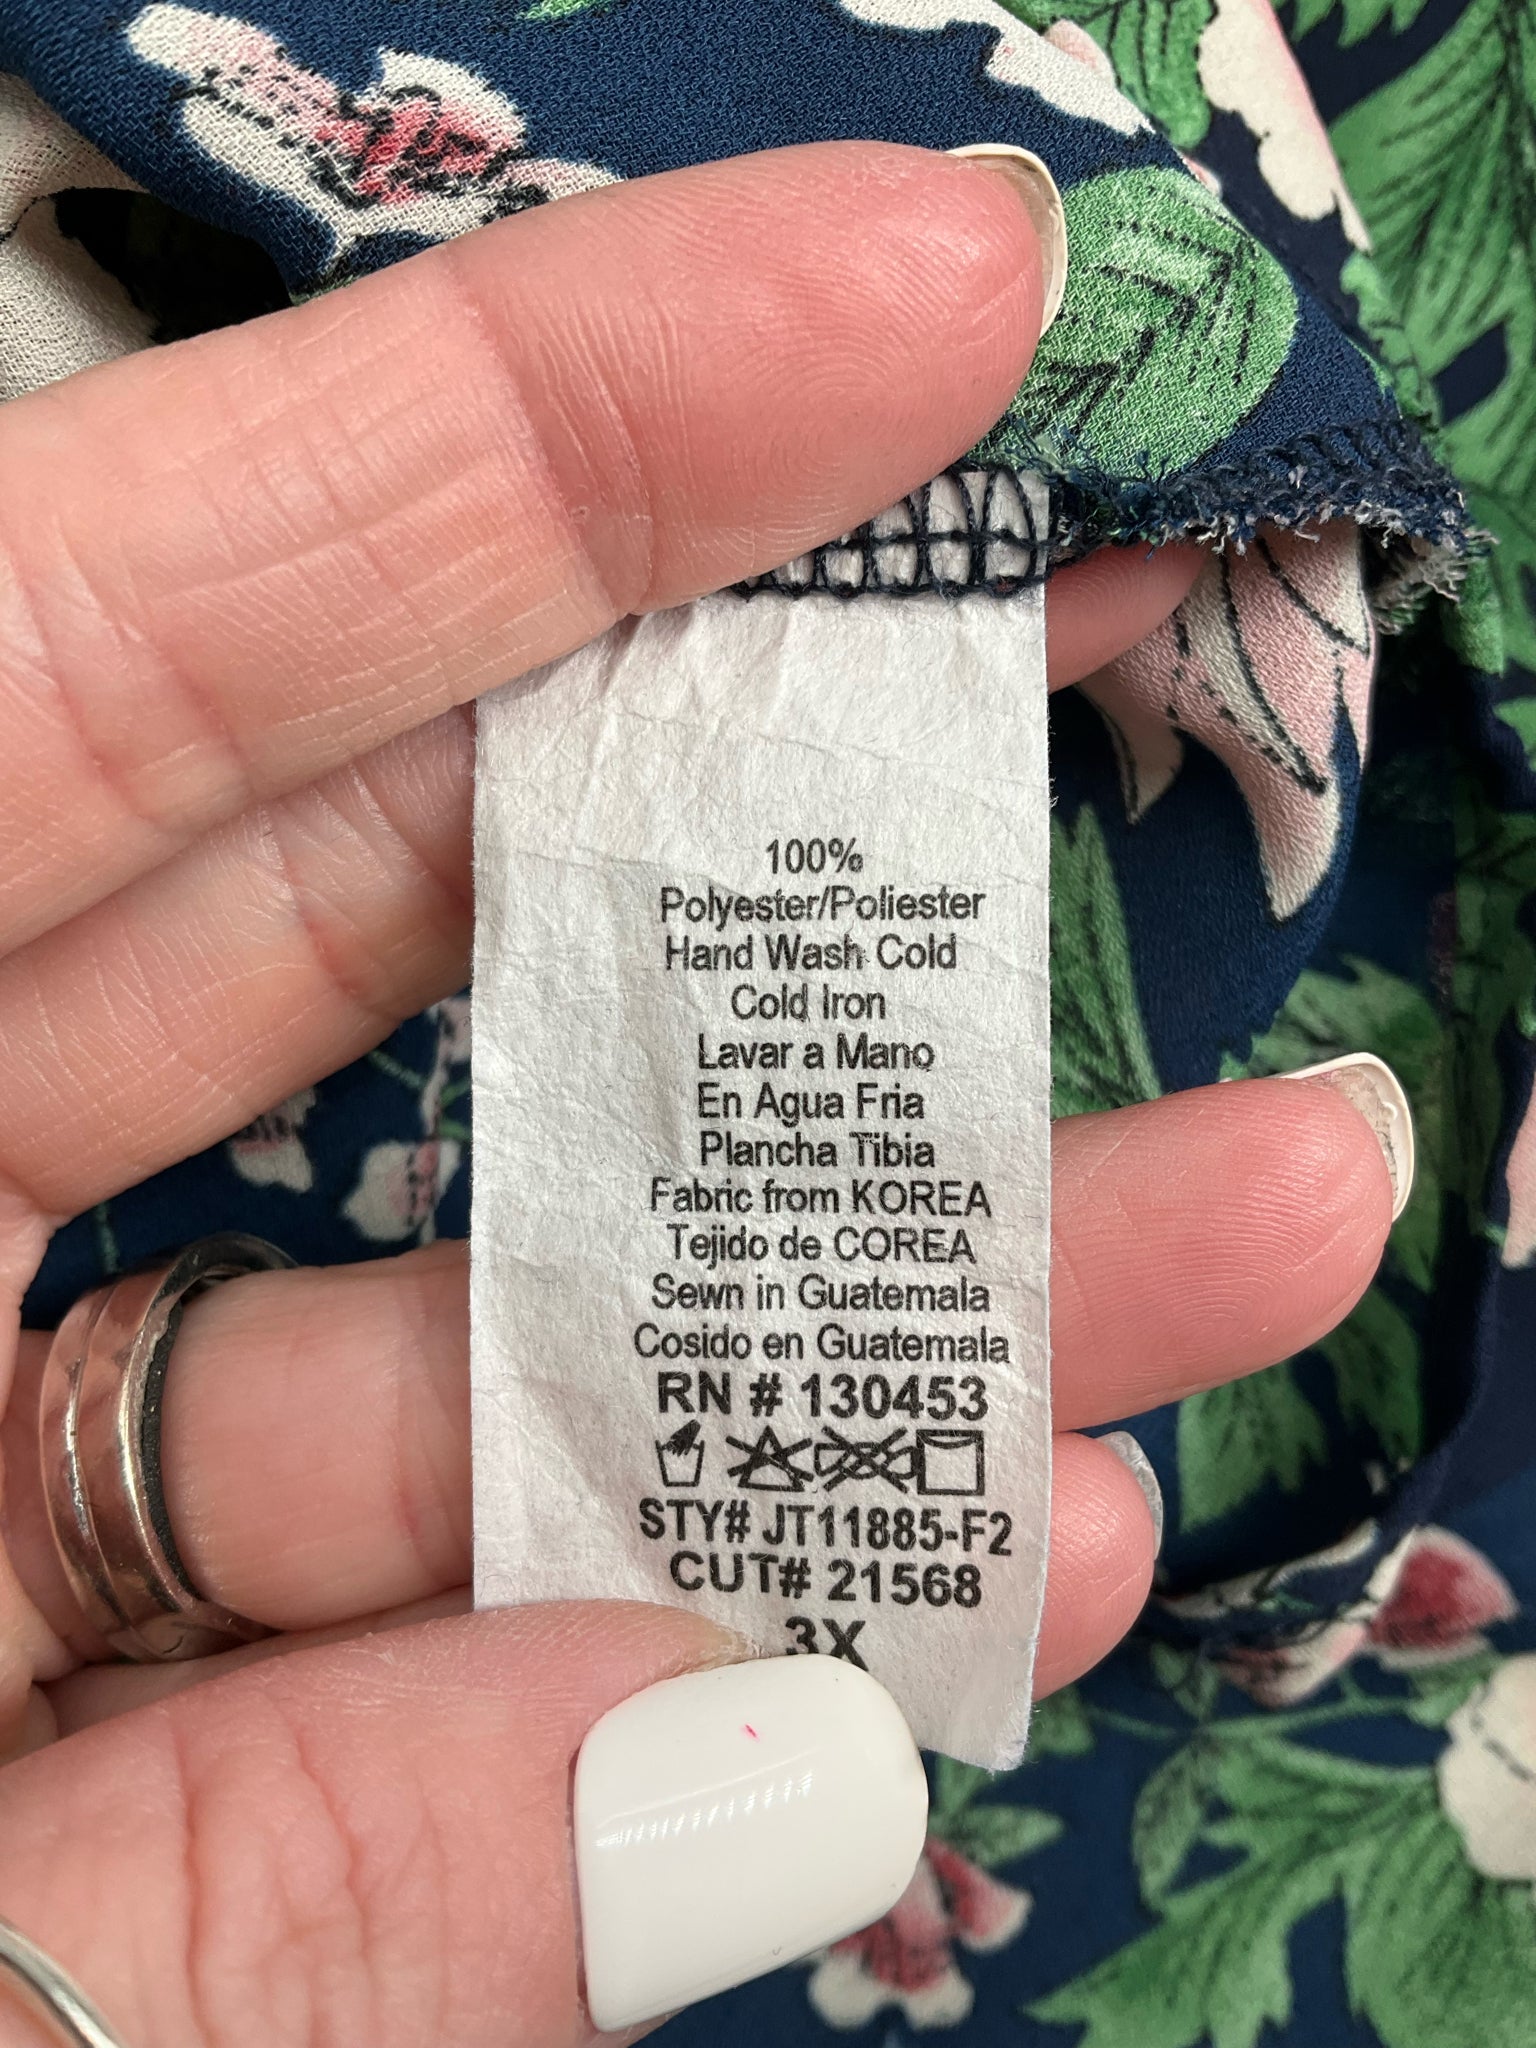 100%
Polyester/Poliester
Hand Wash Cold
Cold Iron
Lavar a Mano
En Agua Fria
Plancha Tibia
Fabric from KOREA
Tejido de COREA
Sewn in Guatemala
Cosido en Guatemala
RN # 130453
STY# JT11885-F2
CUT# 21568
3X